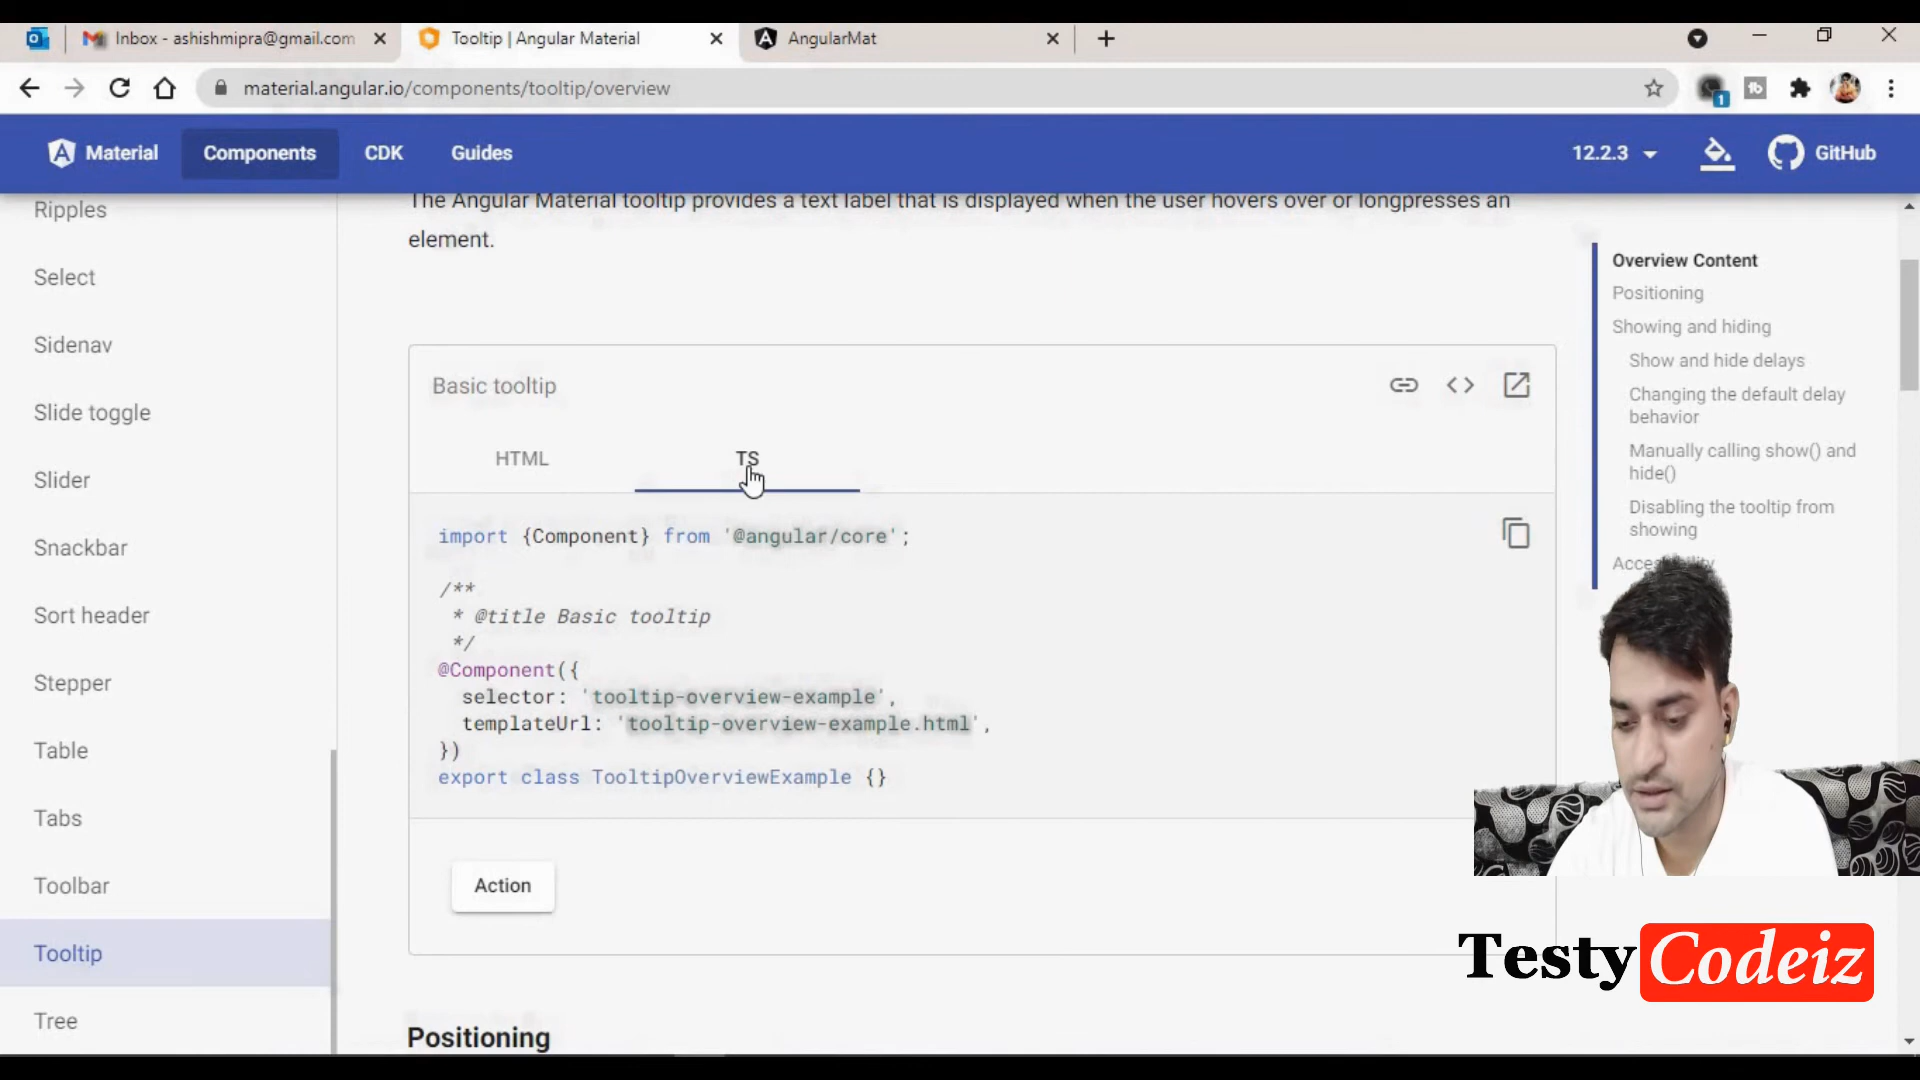 Inbox - ashishmipra@gmail.com
Tooltip | Angular Material
AngularMat
material.angular.io/components/tooltip/overview
1
Material
Components
CDK
Guides
12.2.3
GitHub
Ripples
Select
Sidenav
Slide toggle
Slider
Snackbar
Sort header
Stepper
Table
Tabs
Toolbar
Tooltip
Tree
The Angular Material tooltip provides a text label that is displayed when the user hovers over or longpresses an
element.
Basic tooltip
HTML
TS
import {Component} from '@angular/core';
/**
* @title Basic tooltip
*/
@Component({
selector: 'tooltip-overview-example',
templateUrl: 'tooltip-overview-example.html',
})
export class TooltipOverviewExample {}
Action
Positioning
Overview Content
Positioning
Showing and hiding
Show and hide delays
Changing the default delay
behavior
Manually calling show() and
hide()
Disabling the tooltip from
showing
Testy Codeiz